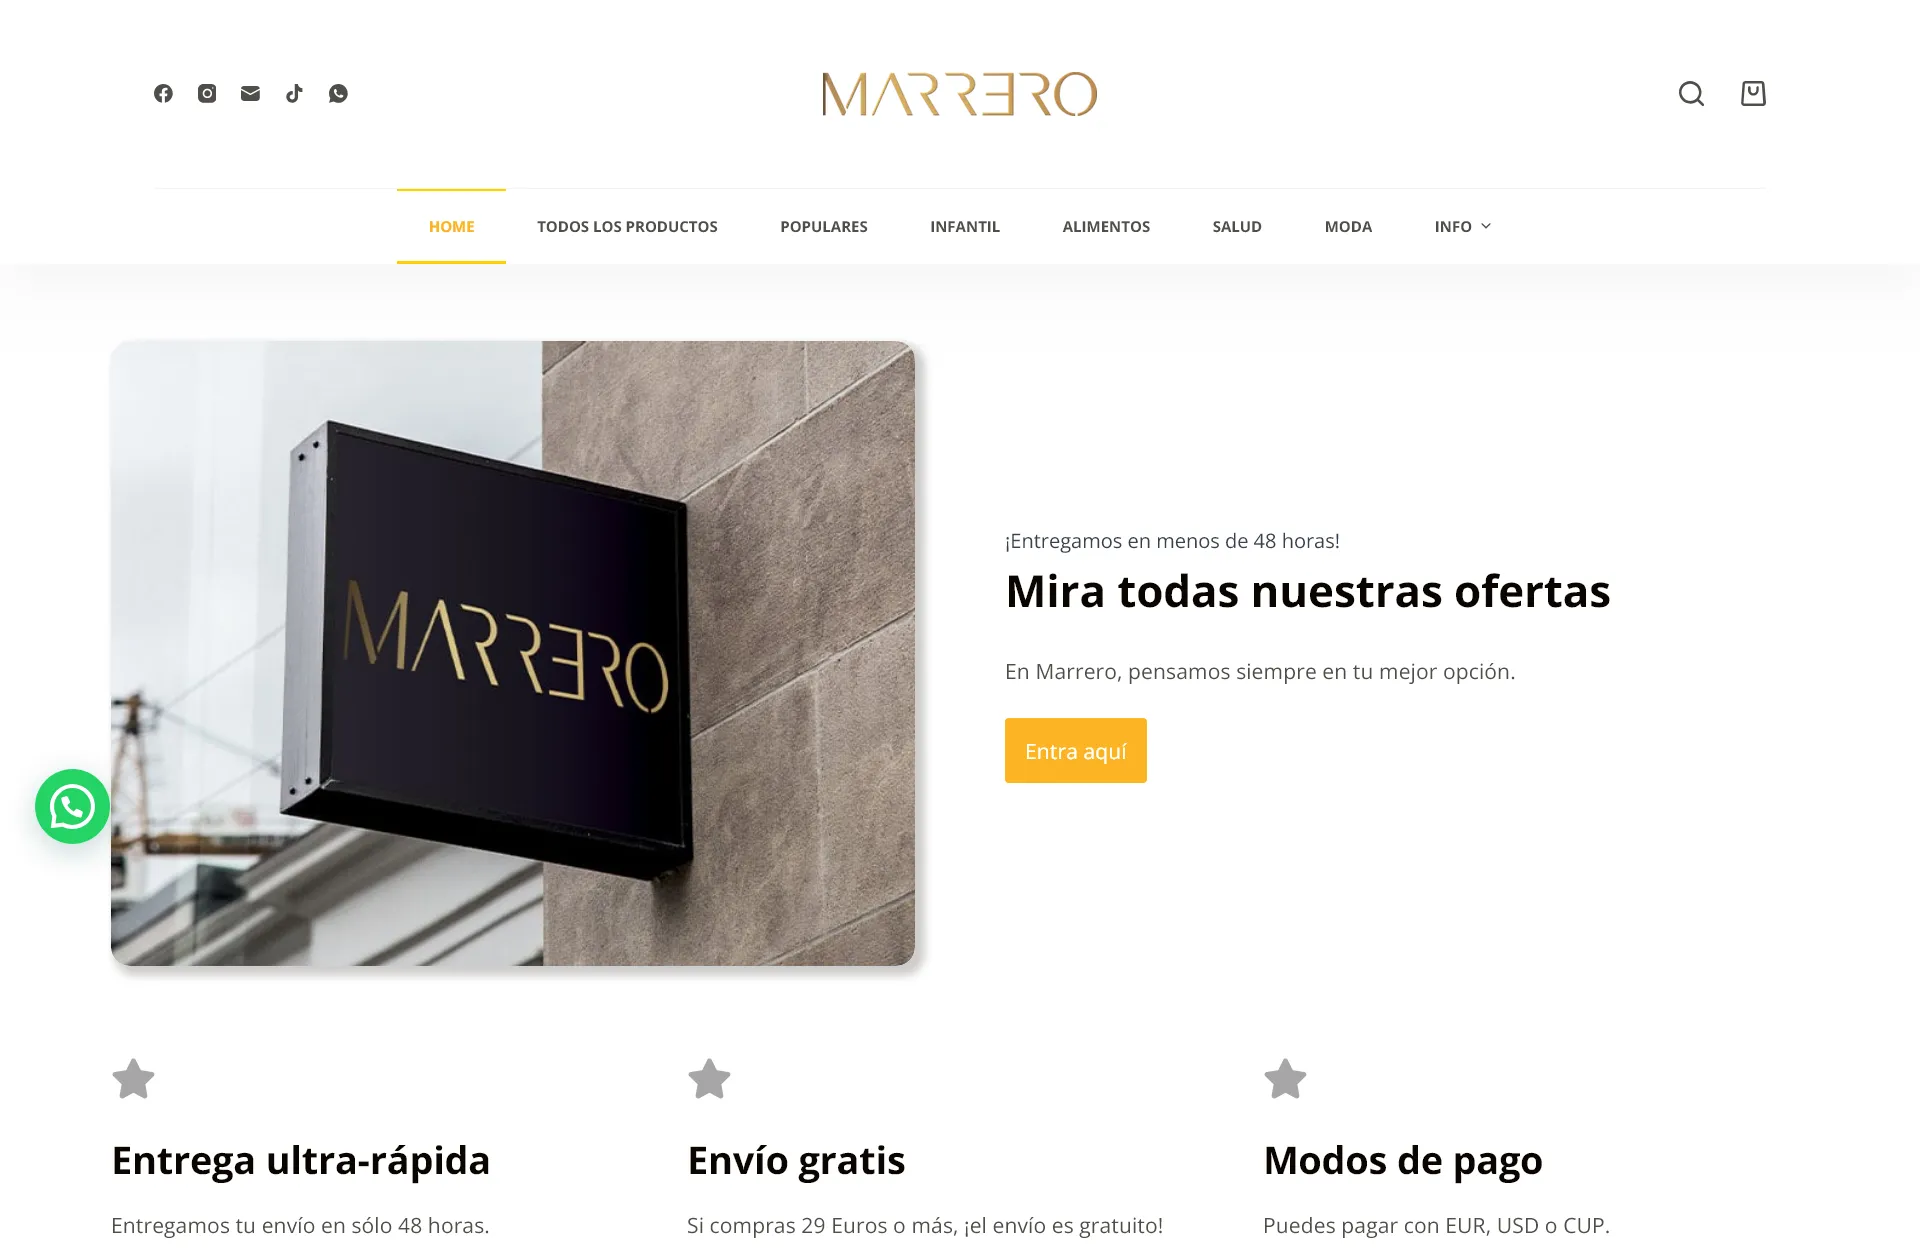 MARRERO
HOME
TODOS LOS PRODUCTOS
POPULARES
INFANTIL
ALIMENTOS
SALUD
MODA
INFO
MARRERO
¡Entregamos en menos de 48 horas!
Mira todas nuestras ofertas
En Marrero, pensamos siempre en tu mejor opción.
Entra aquí
Entrega ultra-rápida
Entregamos tu envío en sólo 48 horas.
Envío gratis
Si compras 29 Euros o más, ¡el envío es gratuito!
Modos de pago
Puedes pagar con EUR, USD o CUP.